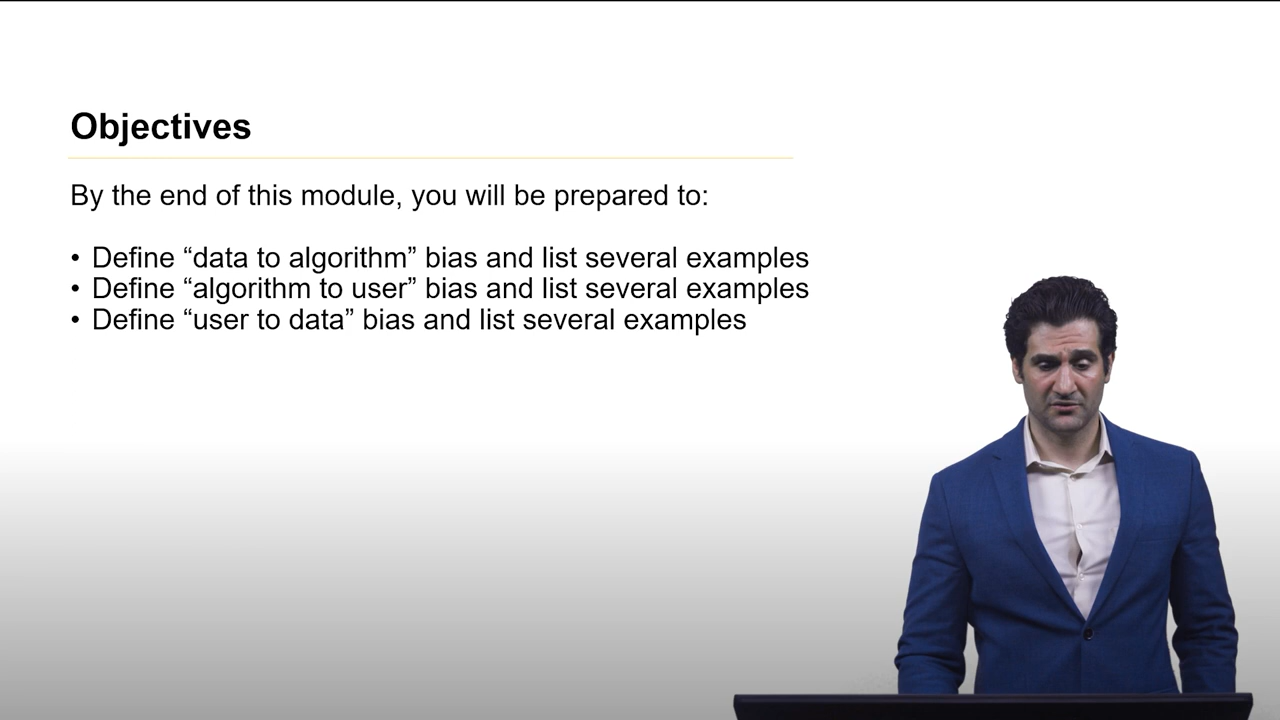 Objectives
By the end of this module, you will be prepared to:
• Define “data to algorithm” bias and list several examples
• Define “algorithm to user” bias and list several examples
• Define “user to data” bias and list several examples